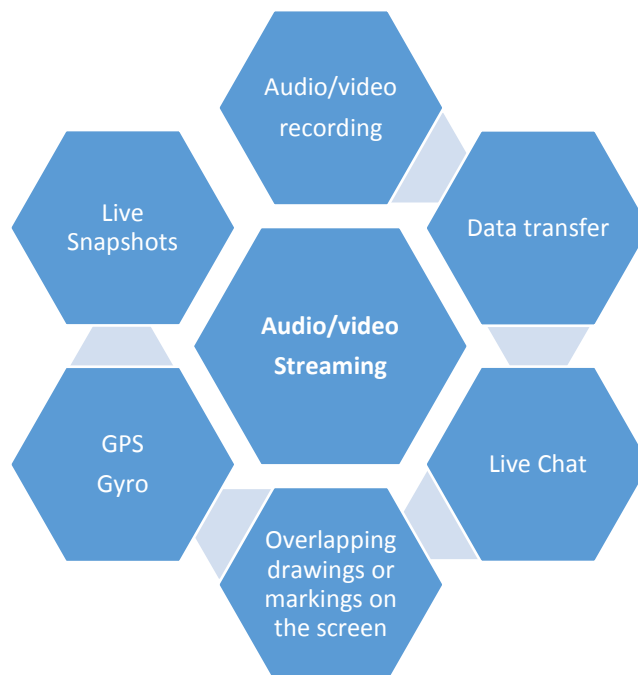 Audio/video
recording
Live
Snapshots
Data transfer
Audio/video
Streaming
GPS
Gyro
Live Chat
Overlapping
drawings or
markings on
the screen